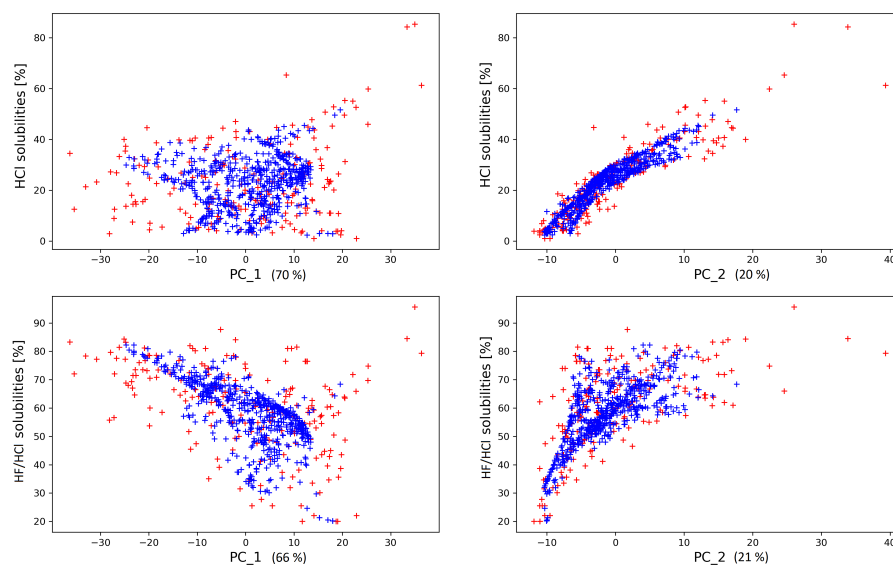 HCl solubilities [%]
80
60
40
20
0
−30 −20 −10 0 10 20 30
PC_1 (70 %)
HCl solubilities [%]
80
60
40
20
0
−10 0 10 20 30 40
PC_2 (20 %)
HF/HCl solubilities [%]
90
80
70
60
50
40
30
20
−30 −20 −10 0 10 20 30
PC_1 (66 %)
HF/HCl solubilities [%]
90
80
70
60
50
40
30
20
−10 0 10 20 30 40
PC_2 (21 %)